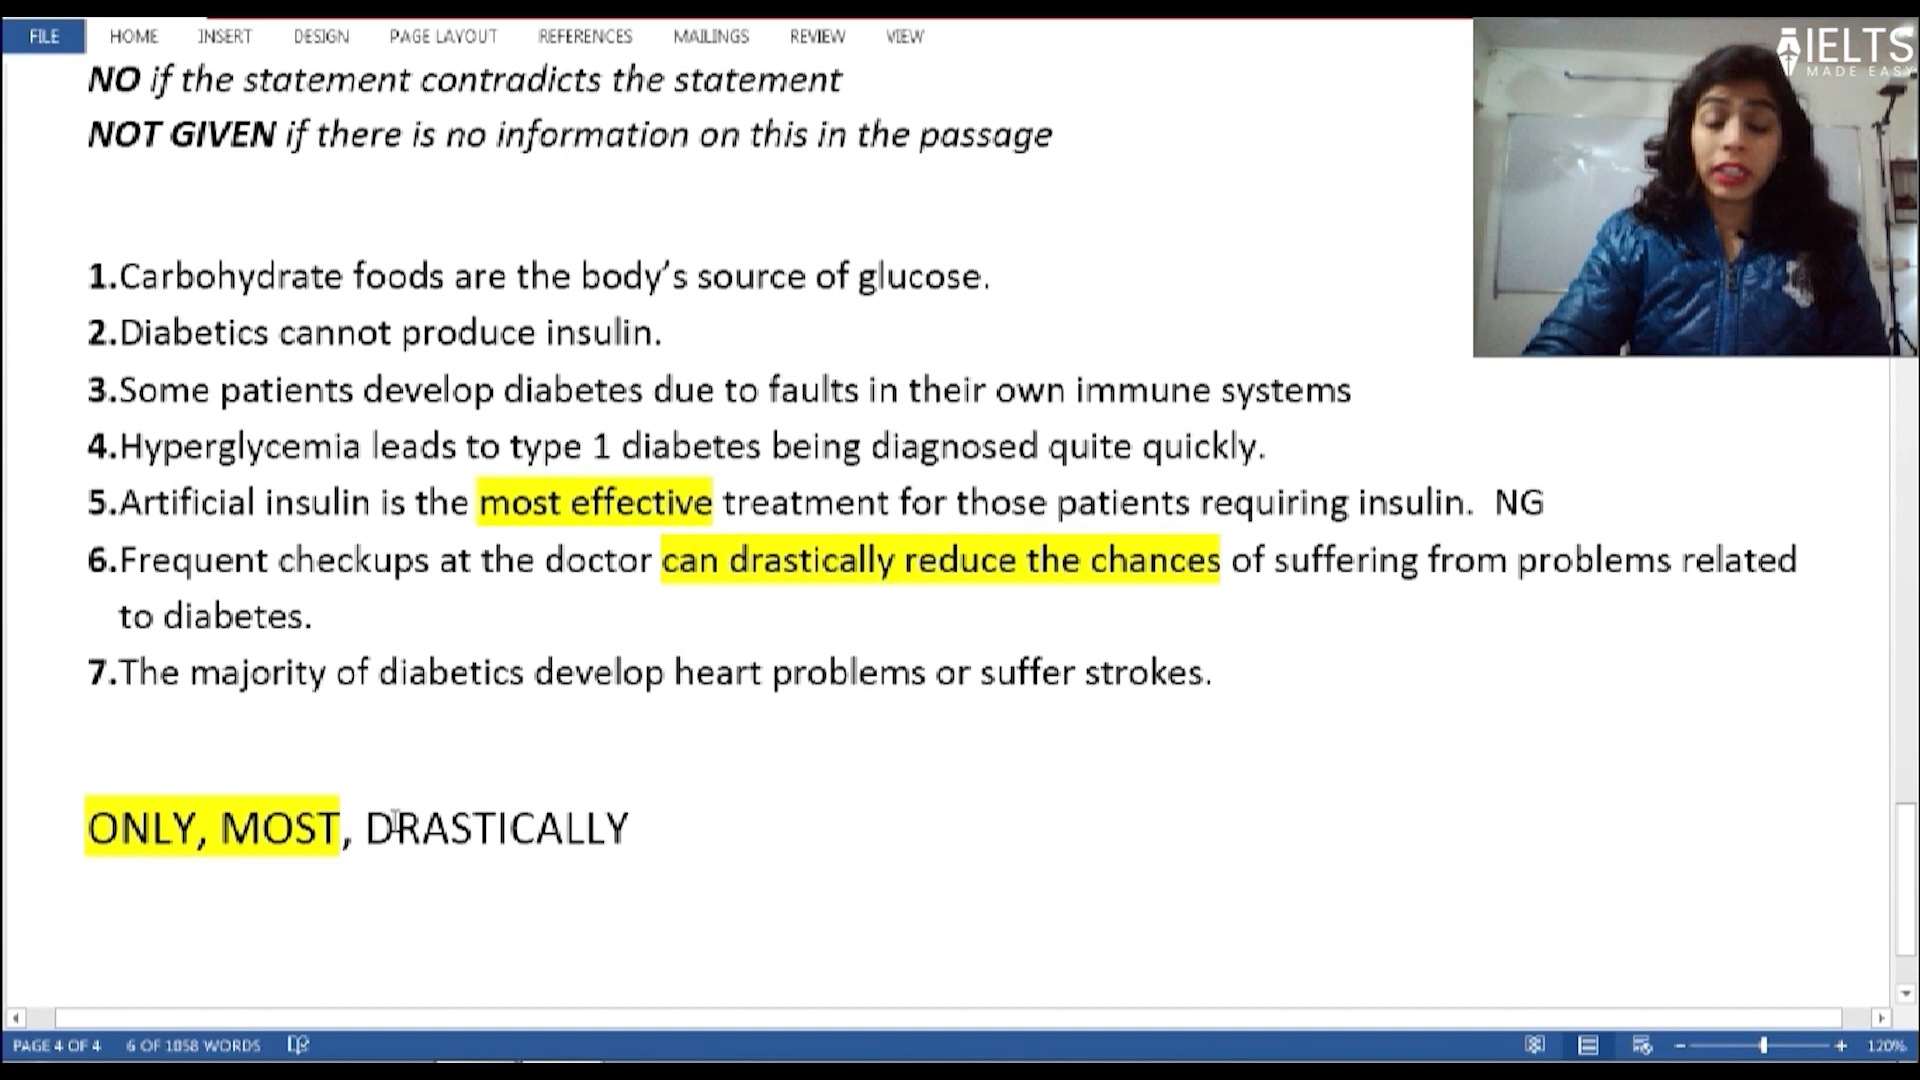 FILE HOME INSERT DESIGN PAGE LAYOUT REFERENCES MAILINGS REVIEW VIEW
IELTS
MADE EASY
NO if the statement contradicts the statement
NOT GIVEN if there is no information on this in the passage
1.Carbohydrate foods are the body's source of glucose.
2.Diabetics cannot produce insulin.
3.Some patients develop diabetes due to faults in their own immune systems
4.Hyperglycemia leads to type 1 diabetes being diagnosed quite quickly.
5.Artificial insulin is the most effective treatment for those patients requiring insulin. NG
6.Frequent checkups at the doctor can drastically reduce the chances of suffering from problems related
to diabetes.
7.The majority of diabetics develop heart problems or suffer strokes.
ONLY, MOST, DRASTICALLY
PAGE 4 OF 4 6 OF 1058 WORDS 120%